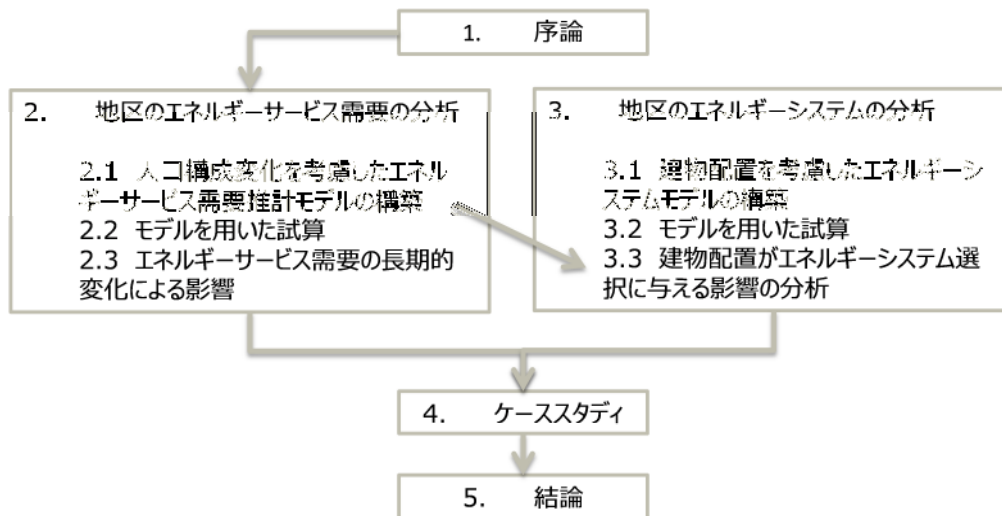 1. 序論
2. 地区のエネルギーサービス需要の分析
2.1 人口構成変化を考慮したエネル
ギーサービス需要推計モデルの構築
2.2 モデルを用いた試算
2.3 エネルギーサービス需要の長期的
変化による影響
3. 地区のエネルギーシステムの分析
3.1 建物配置を考慮したエネルギーシ
ステムモデルの構築
3.2 モデルを用いた試算
3.3 建物配置がエネルギーシステム選
択に与える影響の分析
4. ケーススタディ
5. 結論